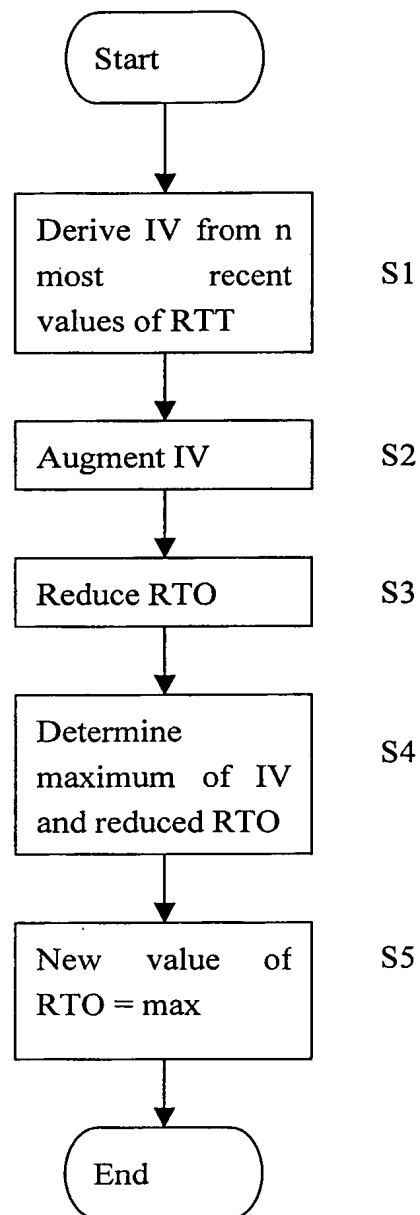 Start
Derive IV from n
most recent
values of RTT
S1
Augment IV
S2
Reduce RTO
S3
Determine
maximum of IV
and reduced RTO
S4
New value of
RTO = max
S5
End